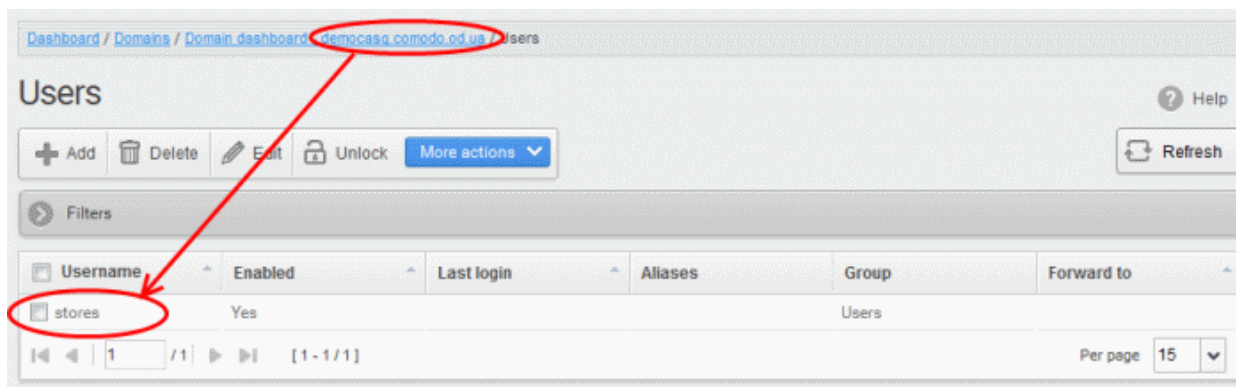 Dashboard / Domains / Domain dashboard - democasg.comodo.od.ua / Users
Users
Help
Add Delete Edit Unlock More actions
Refresh
Filters
Username Enabled Last login Aliases Group Forward to
stores Yes Users
1 / 1 [ 1 - 1 / 1 ] Per page 15